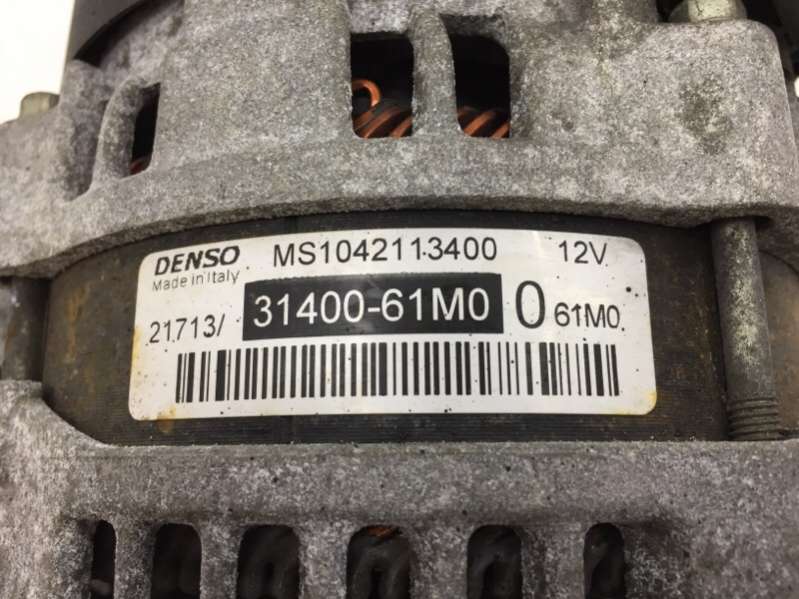 DENSO MS1042113400 12V
Made in Italy
21713/ 31400-61M0 0 61M0